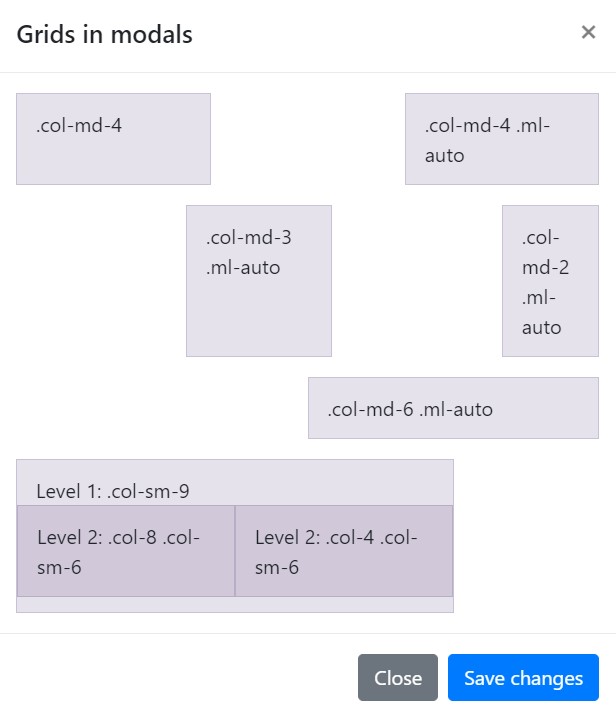 Grids in modals
×
.col-md-4
.col-md-4 .ml-
auto
.col-md-3
.ml-auto
.col-
md-2
.ml-
auto
.col-md-6 .ml-auto
Level 1: .col-sm-9
Level 2: .col-8 .col-
sm-6
Level 2: .col-4 .col-
sm-6
Close
Save changes